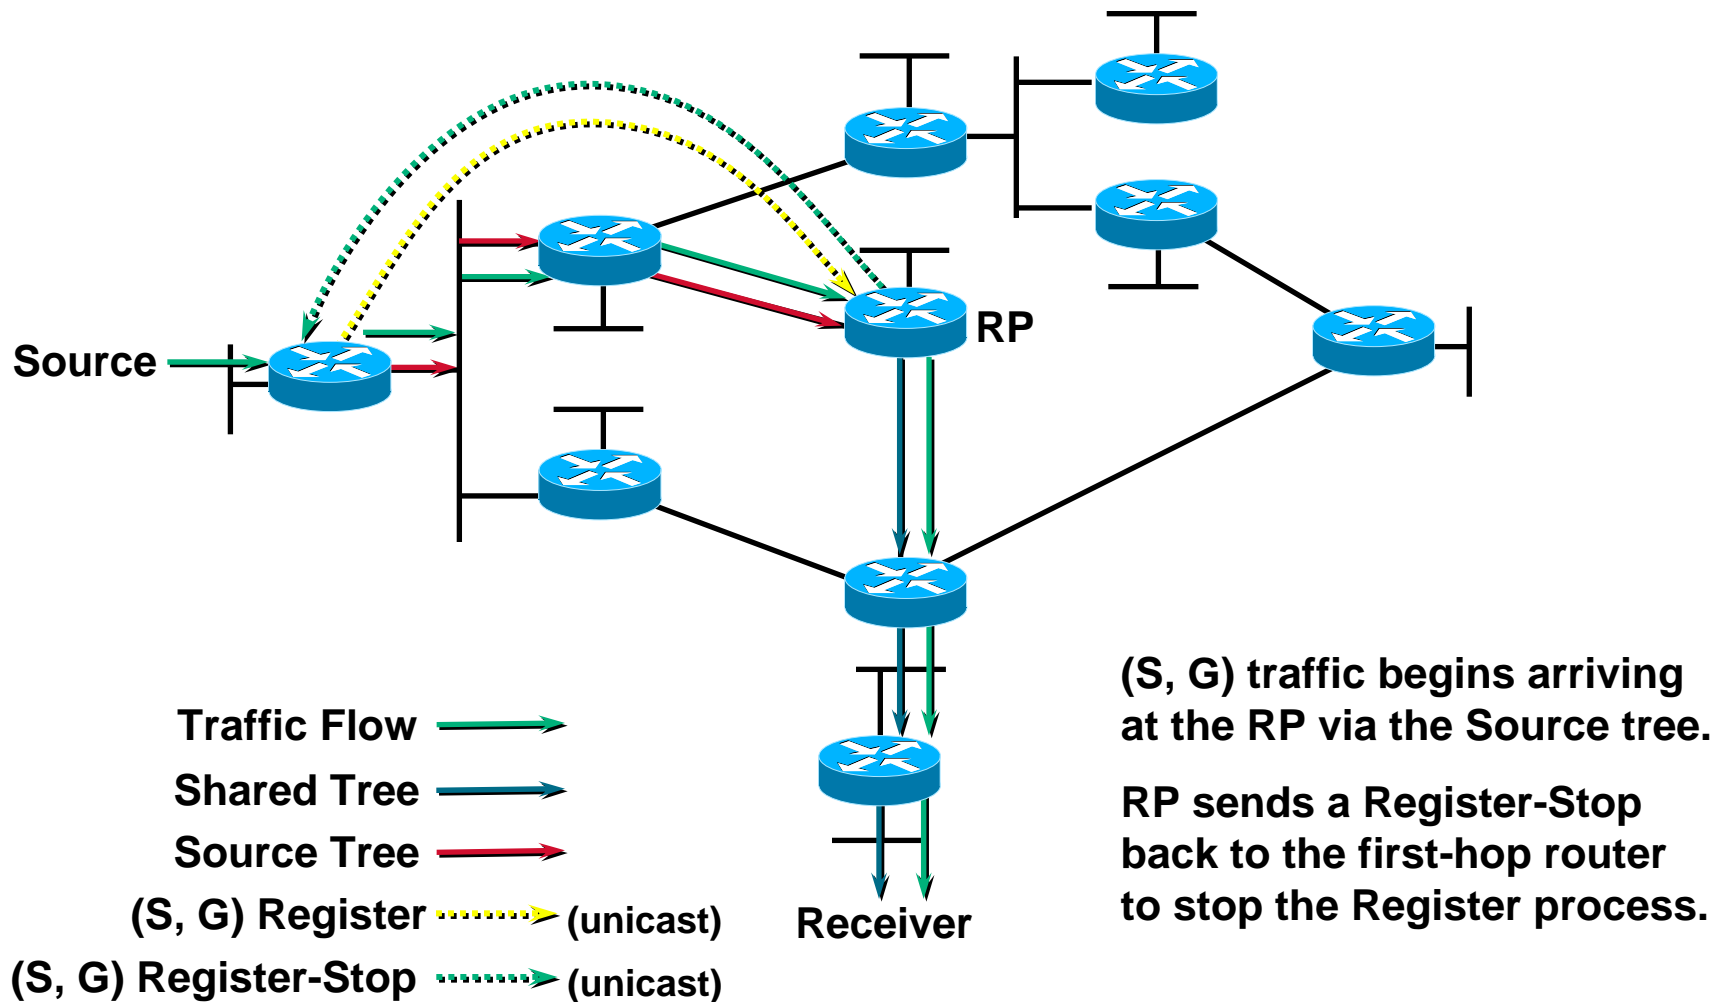 Source
RP
Traffic Flow
Shared Tree
Source Tree
(S, G) Register
(unicast)
(S, G) Register-Stop
(unicast)
Receiver
(S, G) traffic begins arriving
at the RP via the Source tree.
RP sends a Register-Stop
back to the first-hop router
to stop the Register process.